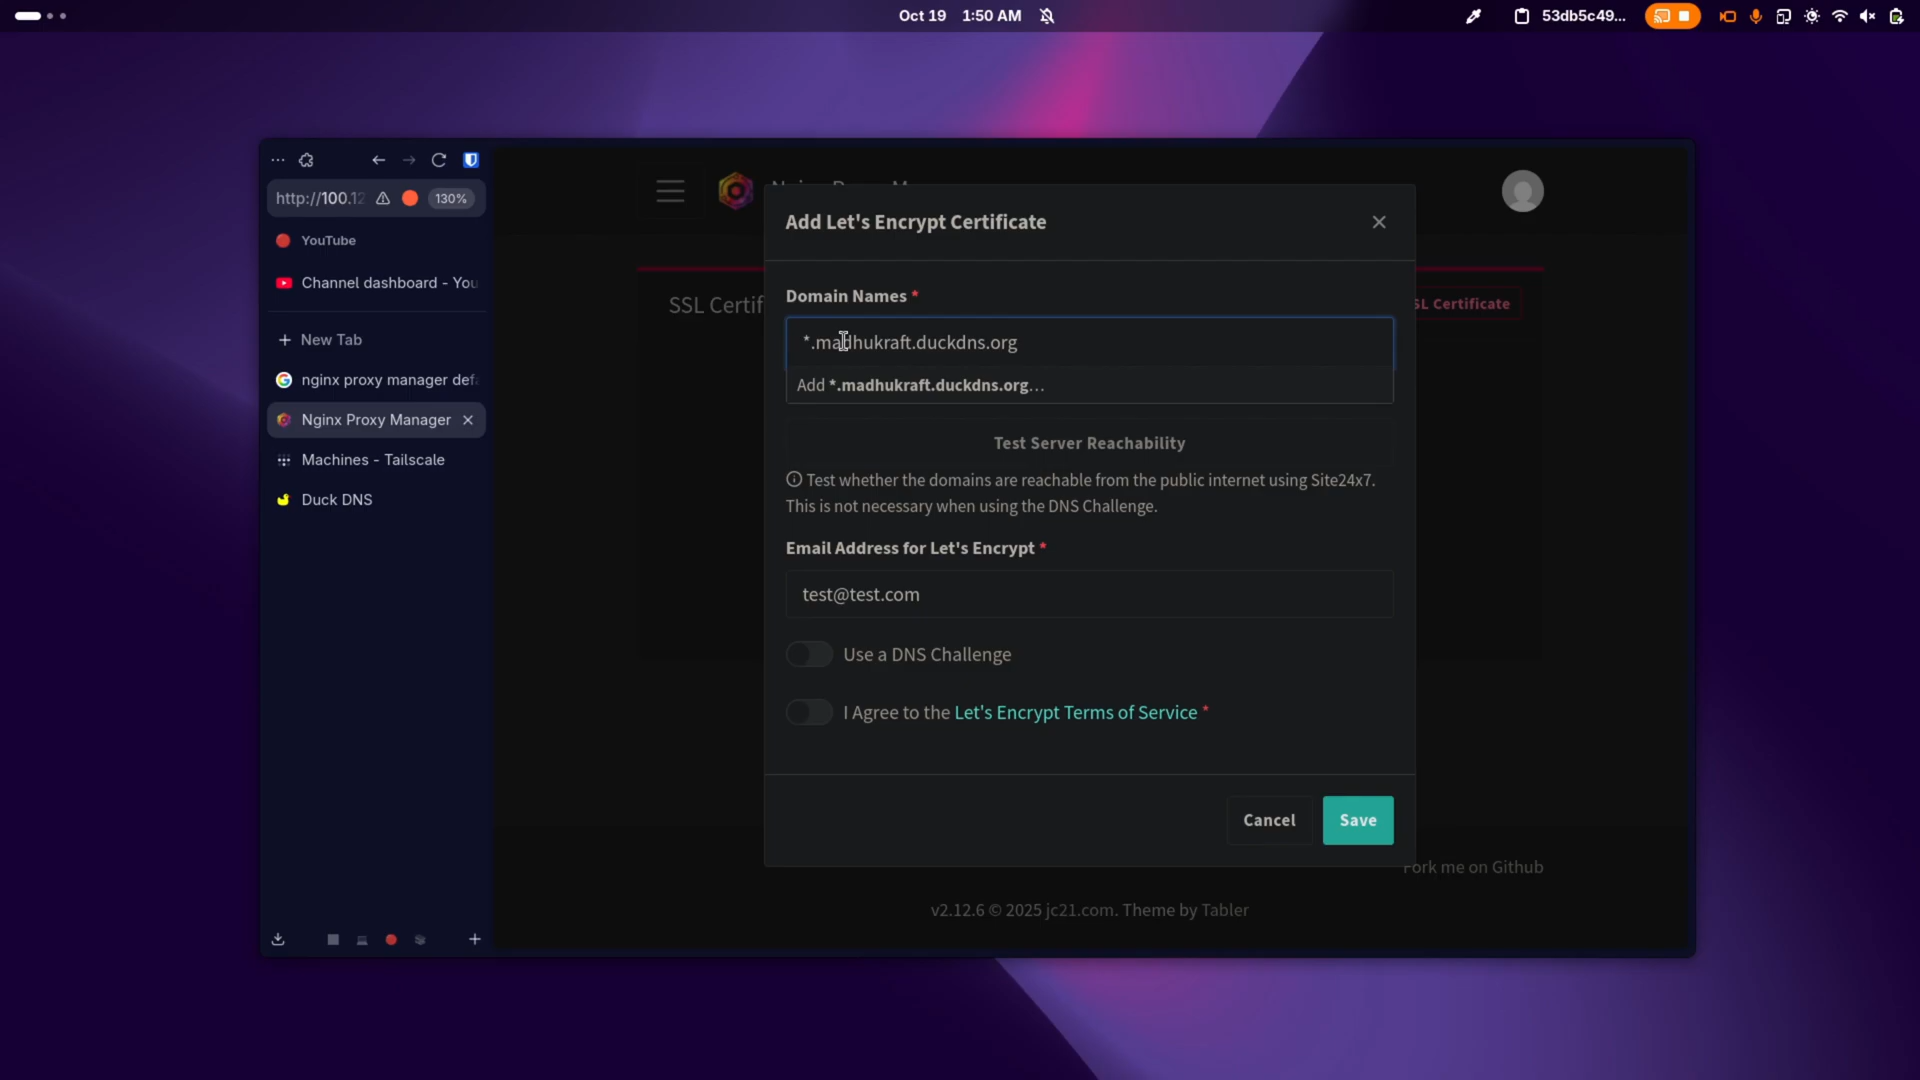 Oct 19 1:50 AM
53db5c49...
http://100.12
130%
YouTube
Channel dashboard - You
New Tab
nginx proxy manager defa
Nginx Proxy Manager
Machines - Tailscale
Duck DNS
SSL Certif
SL Certificate
Add Let's Encrypt Certificate
Domain Names *
*.madhukraft.duckdns.org
Add *.madhukraft.duckdns.org…
Test Server Reachability
Test whether the domains are reachable from the public internet using Site24x7.
This is not necessary when using the DNS Challenge.
Email Address for Let's Encrypt *
test@test.com
Use a DNS Challenge
I Agree to the Let's Encrypt Terms of Service *
Cancel
Save
Fork me on Github
v2.12.6 © 2025 jc21.com. Theme by Tabler